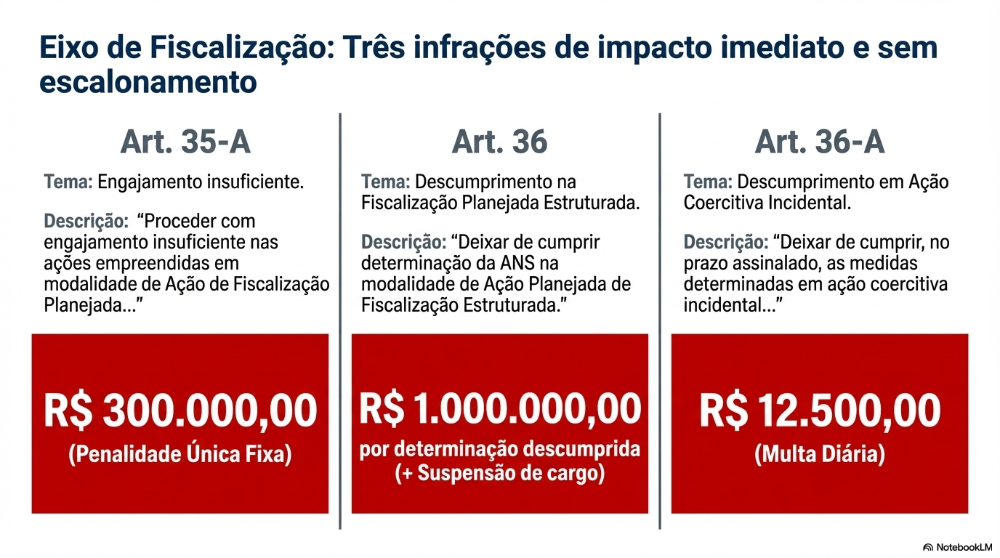 Eixo de Fiscalização: Três infrações de impacto imediato e sem
escalonamento
Art. 35-A
Tema: Engajamento insuficiente.
Descrição: “Proceder com
engajamento insuficiente nas
ações empreendidas em
modalidade de Ação de Fiscalização
Planejada...”
R$ 300.000,00
(Penalidade Única Fixa)
Art. 36
Tema: Descumprimento na
Fiscalização Planejada Estruturada.
Descrição: “Deixar de cumprir
determinação da ANS na
modalidade de Ação Planejada de
Fiscalização Estruturada.”
R$ 1.000.000,00
por determinação descumprida
(+ Suspensão de cargo)
Art. 36-A
Tema: Descumprimento em Ação
Coercitiva Incidental.
Descrição: “Deixar de cumprir, no
prazo assinalado, as medidas
determinadas em ação coercitiva
incidental...”
R$ 12.500,00
(Multa Diária)
NotebookLM